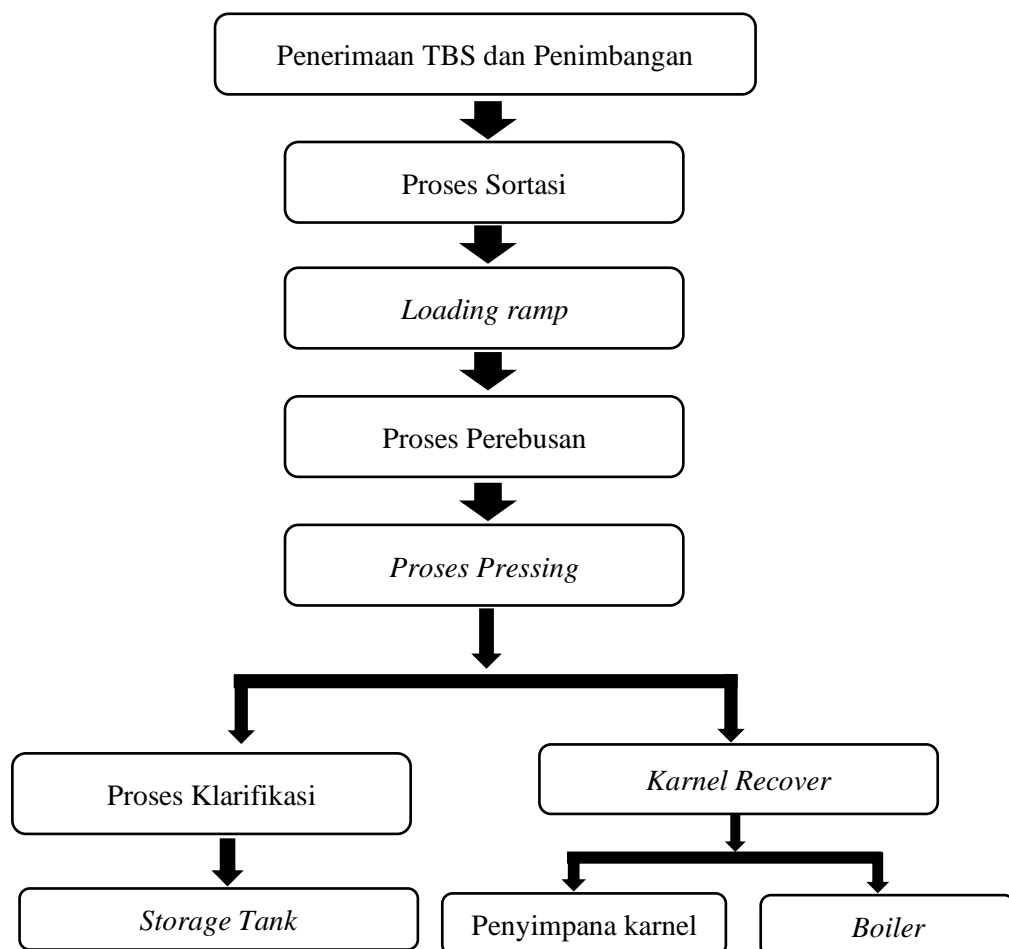 Penerimaan TBS dan Penimbangan
Proses Sortasi
Loading ramp
Proses Perebusan
Proses Pressing
Proses Klarifikasi
Karnel Recover
Storage Tank
Penyimpana karnel
Boiler